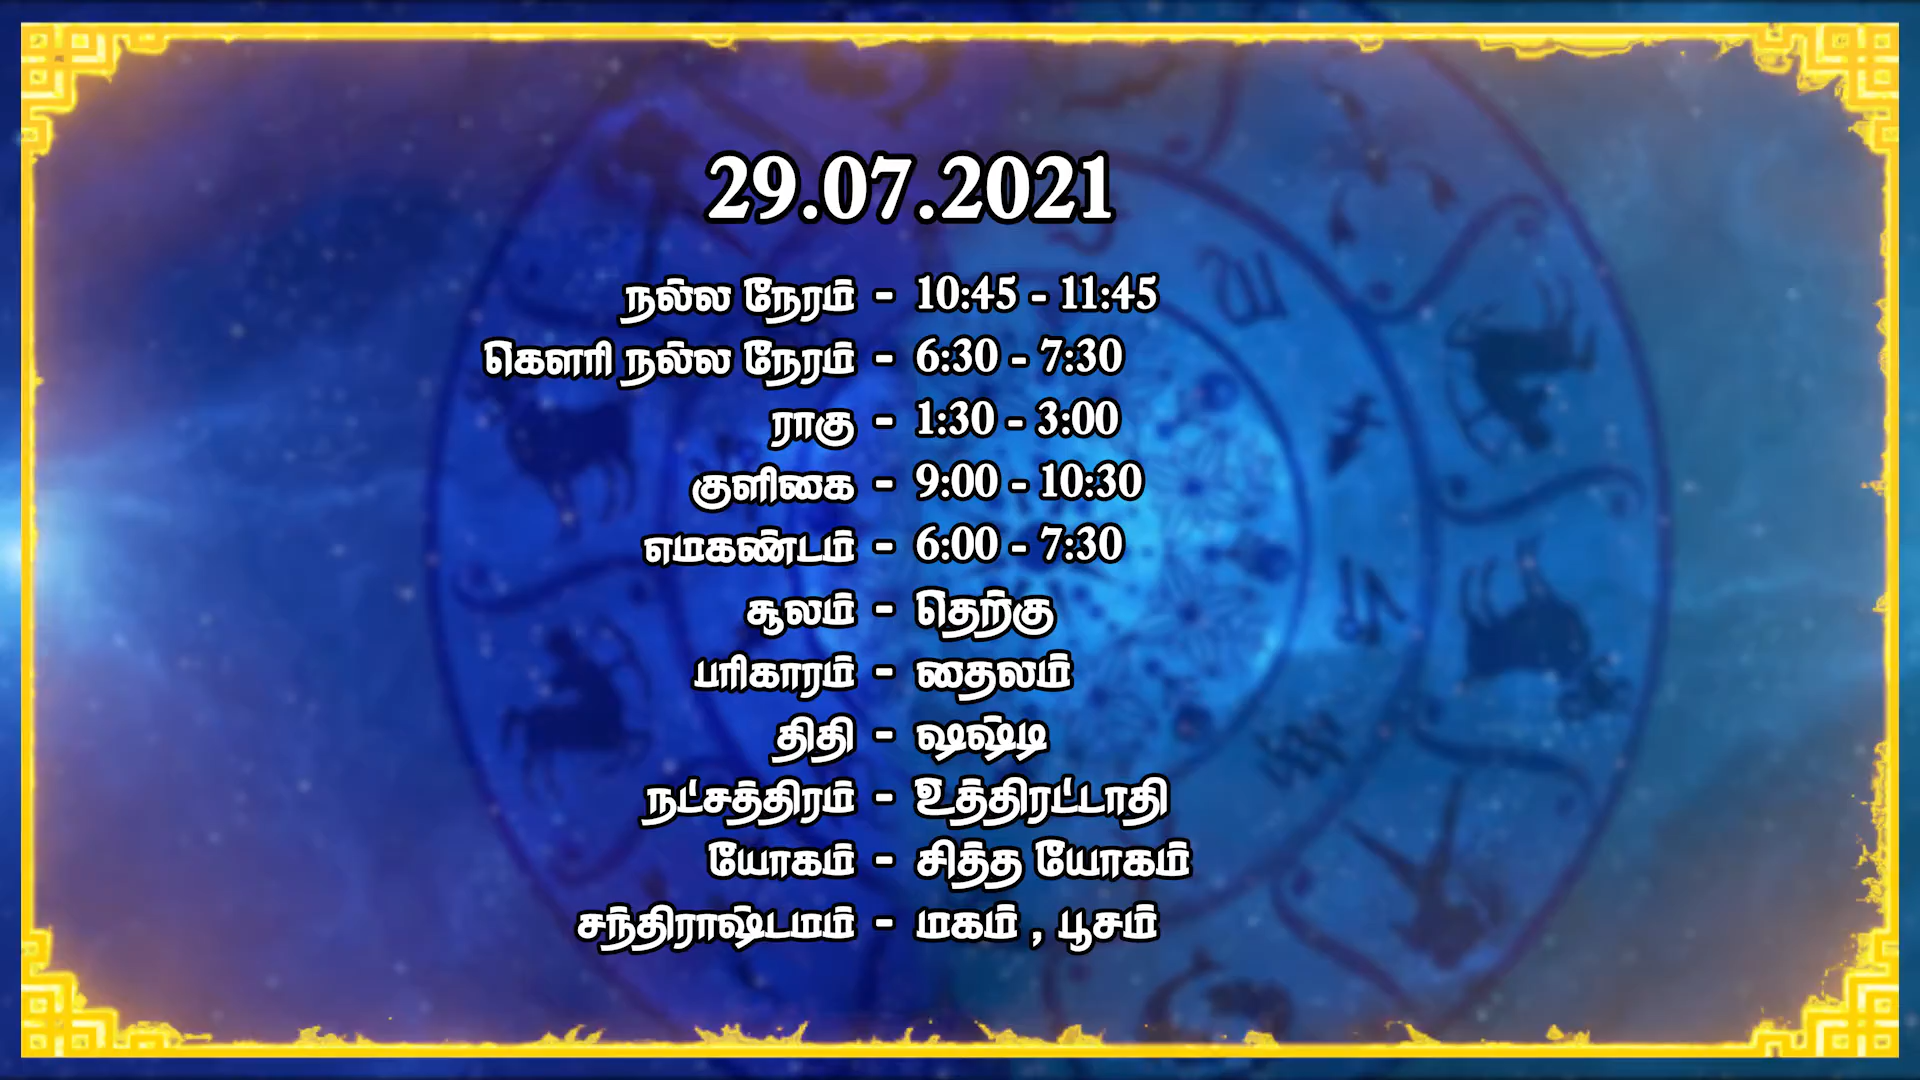 29.07.2021
நல்ல நேரம் - 10:45 - 11:45
கெளரி நல்ல நேரம் - 6:30 - 7:30
ராகு - 1:30 - 3:00
குளிகை - 9:00 - 10:30
எமகண்டம் - 6:00 - 7:30
சூலம் - தெற்கு
பரிகாரம் - தைலம்
திதி - ஷஷ்டி
நட்சத்திரம் - உத்திரட்டாதி
யோகம் - சித்த யோகம்
சந்திராஷ்டமம் - மகம் , பூசம்